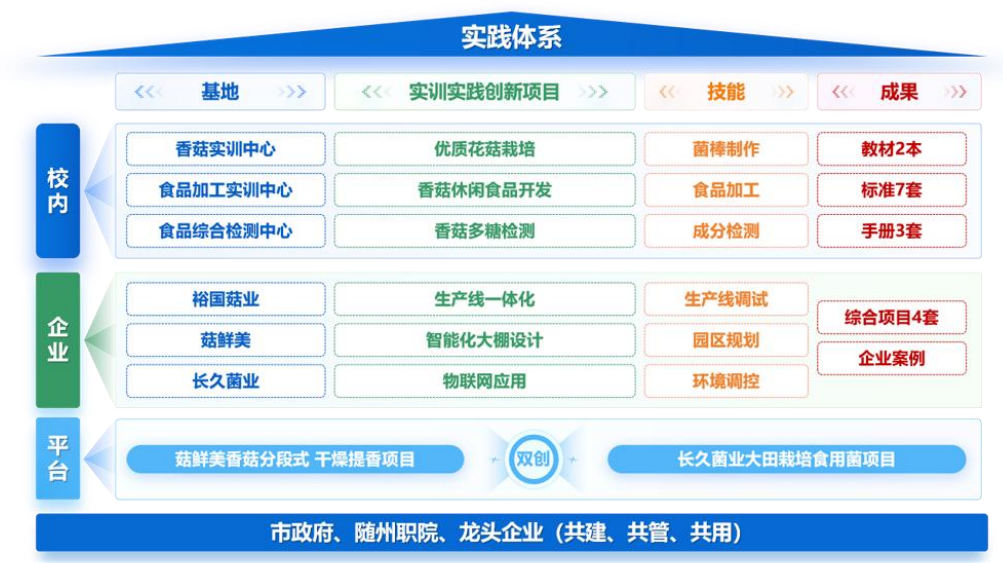 实践体系
基地 实训实践创新项目 技能 成果
校内
香菇实训中心 优质花菇栽培 菌棒制作 教材2本
食品加工实训中心 香菇休闲食品开发 食品加工 标准7套
食品综合检测中心 香菇多糖检测 成分检测 手册3套
企业
裕国菇业 生产线一体化 生产线调试
综合项目4套
菇鲜美 智能化大棚设计 园区规划
企业案例
长久菌业 物联网应用 环境调控
平台
菇鲜美香菇分段式 干燥提香项目 双创 长久菌业大田栽培食用菌项目
市政府、随州职院、龙头企业（共建、共管、共用）